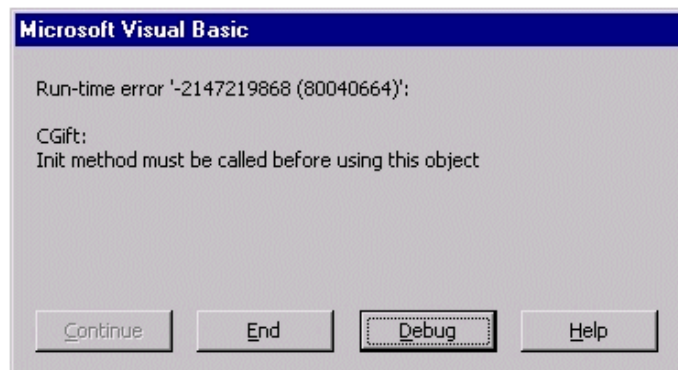 Microsoft Visual Basic
Run-time error '-2147219868 (80040664)':
CGift:
Init method must be called before using this object
Continue End Debug Help